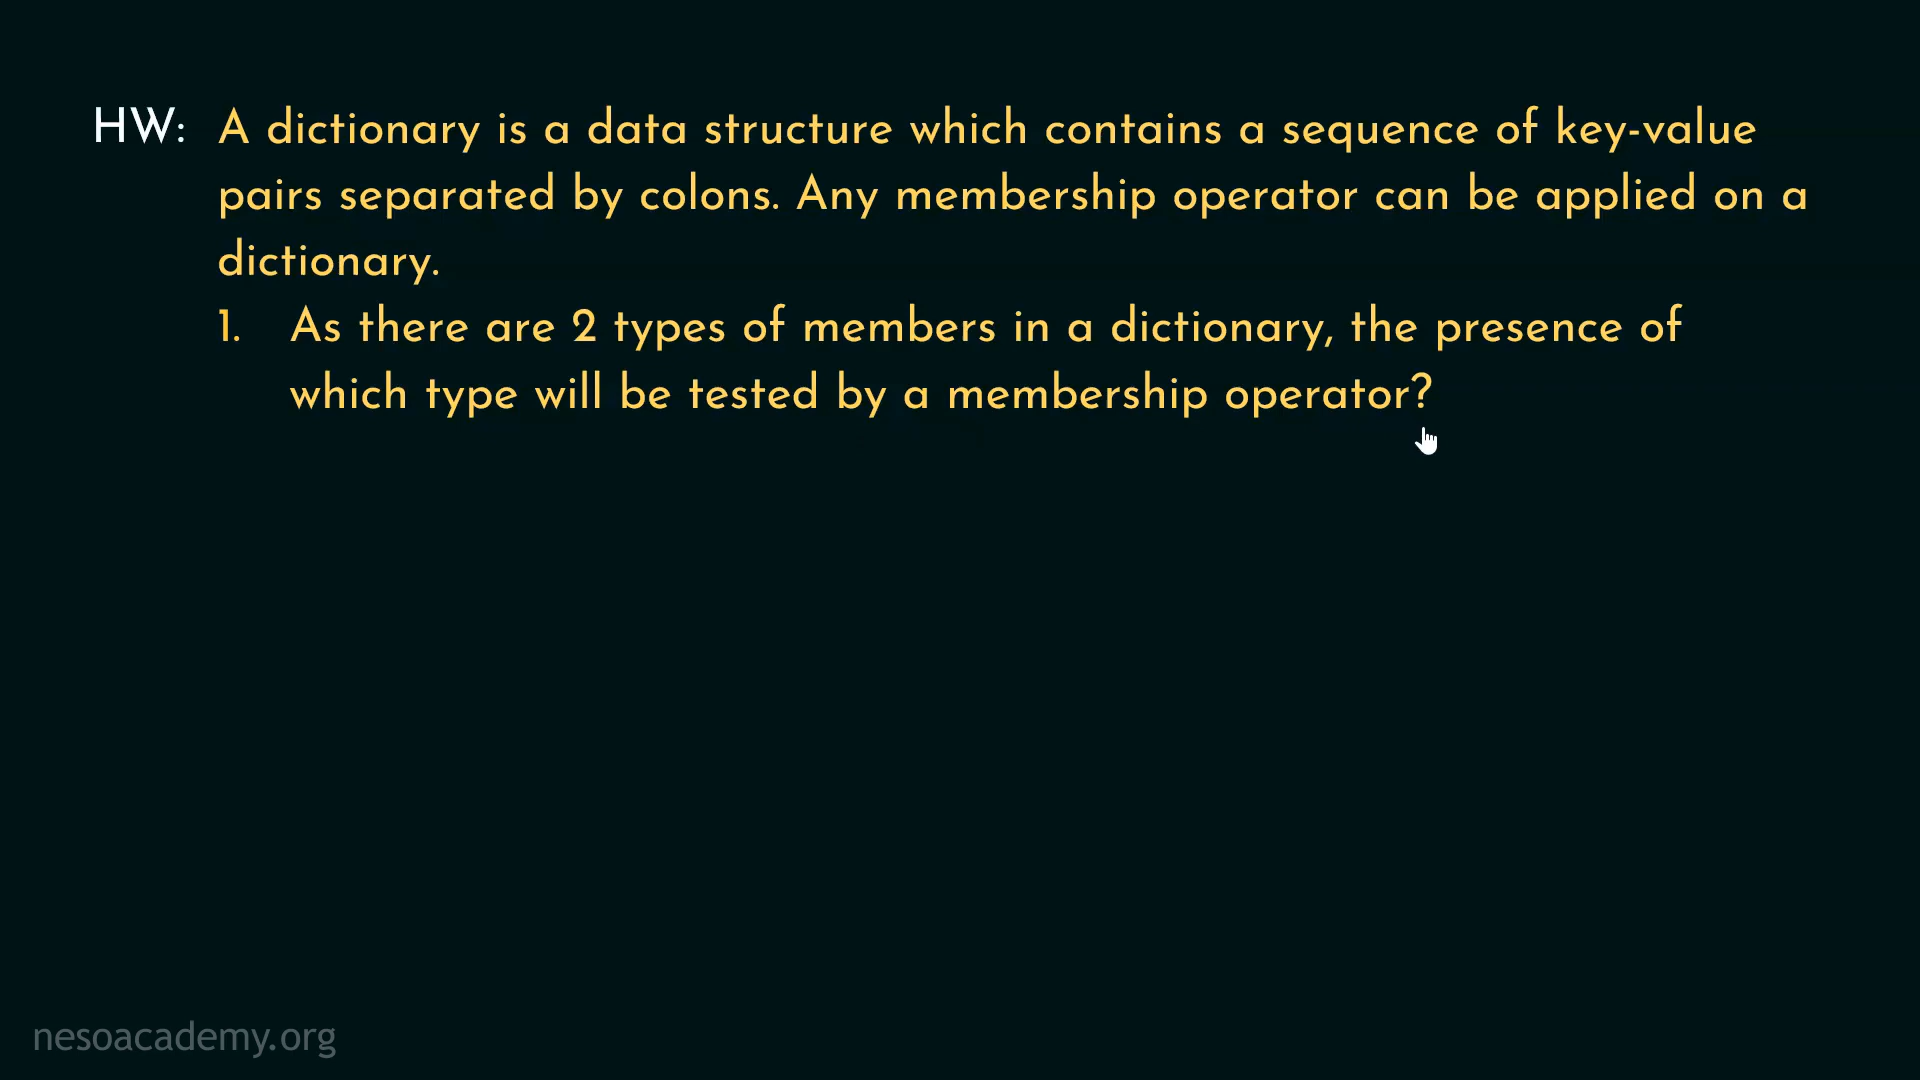 HW: A dictionary is a data structure which contains a sequence of key-value
pairs separated by colons. Any membership operator can be applied on a
dictionary.
1. As there are 2 types of members in a dictionary, the presence of
which type will be tested by a membership operator?
nesoacademy.org